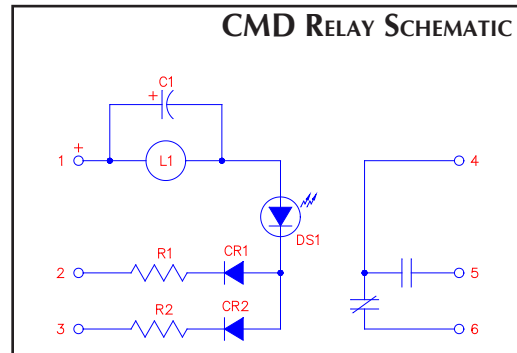 CMD RELAY SCHEMATIC
C1
+
+
1
L1
4
DS1
R1
CR1
2
5
R2
CR2
3
6